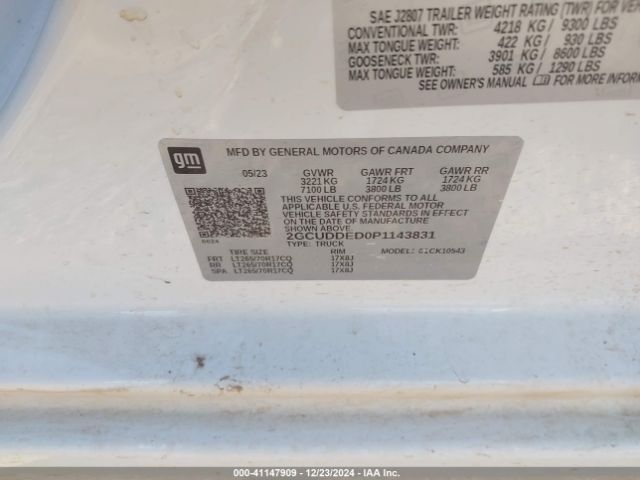 SAE J2807 TRAILER WEIGHT RATING (TWR) FOR VEH
CONVENTIONAL TWR: 4218 KG / 9300 LBS
MAX TONGUE WEIGHT: 422 KG / 930 LBS
GOOSENECK TWR: 3901 KG / 8600 LBS
MAX TONGUE WEIGHT: 585 KG / 1290 LBS
SEE OWNER'S MANUAL FOR MORE INFORMA
gm
MFD BY GENERAL MOTORS OF CANADA COMPANY
05/23 GVWR GAWR FRT GAWR RR
3221 KG 1724 KG 1724 KG
7100 LB 3800 LB 3800 LB
THIS VEHICLE CONFORMS TO ALL
APPLICABLE U.S. FEDERAL MOTOR
VEHICLE SAFETY STANDARDS IN EFFECT
ON THE DATE OF MANUFACTURE
SHOWN ABOVE.
2GCUDDED0P1143831
TYPE: TRUCK MODEL: CK10543
TIRE SIZE RIM
FRT LT265/70R17CQ 17X8J
RR LT265/70R17CQ 17X8J
SPA LT265/70R17CQ 17X8J
000-41147909 • 12/23/2024 - IAA Inc.